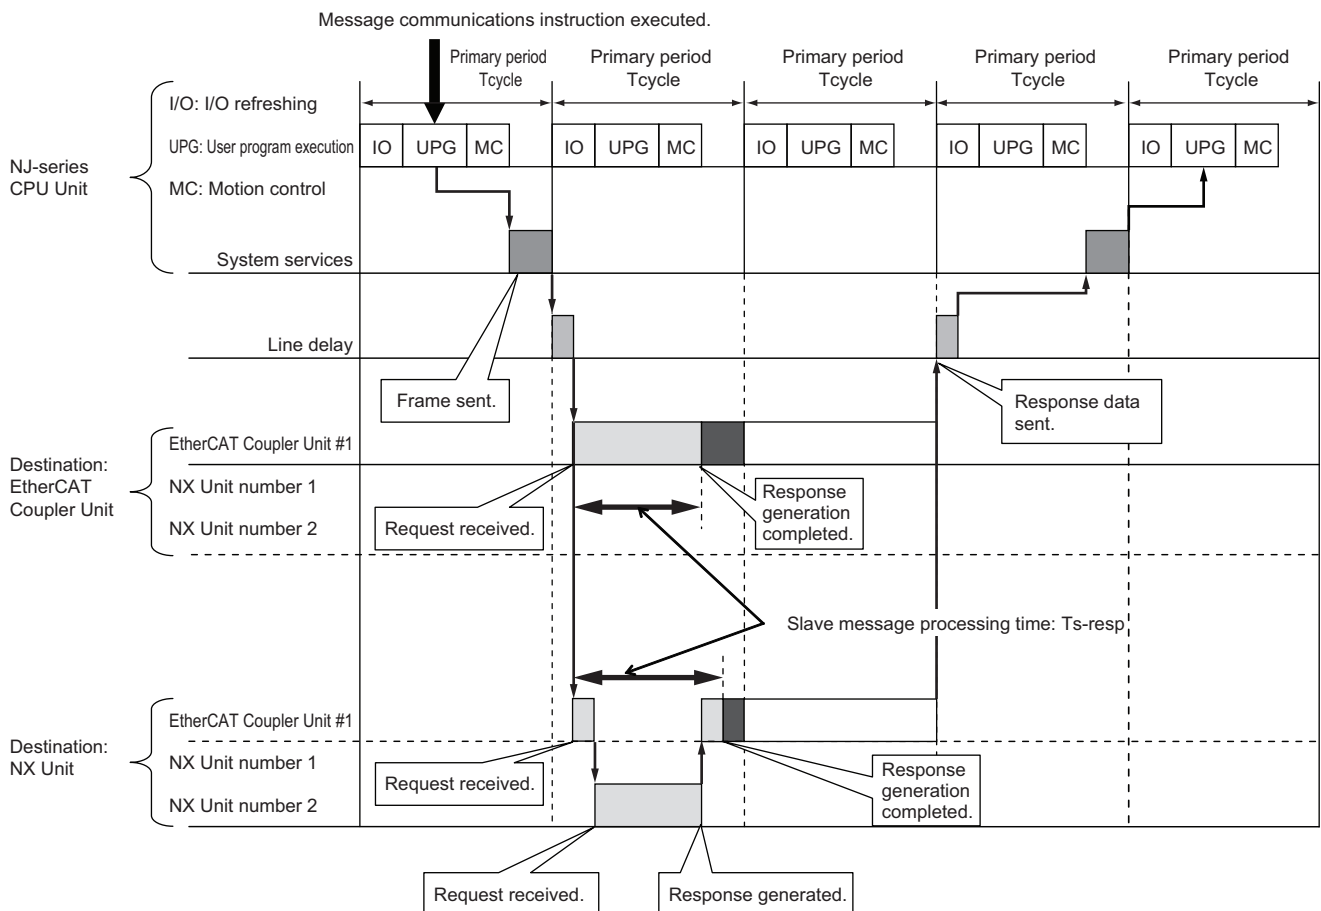 Message communications instruction executed.
Primary period
Tcycle
Primary period
Tcycle
Primary period
Tcycle
Primary period
Tcycle
Primary period
Tcycle
NJ-series
CPU Unit
I/O: I/O refreshing
UPG: User program execution
MC: Motion control
IO UPG MC
IO UPG MC
IO UPG MC
IO UPG MC
IO UPG MC
System services
Line delay
Frame sent.
Response data
sent.
Destination:
EtherCAT
Coupler Unit
EtherCAT Coupler Unit #1
NX Unit number 1
NX Unit number 2
Request received.
Response
generation
completed.
Slave message processing time: Ts-resp
Destination:
NX Unit
EtherCAT Coupler Unit #1
NX Unit number 1
NX Unit number 2
Request received.
Response
generation
completed.
Request received.
Response generated.